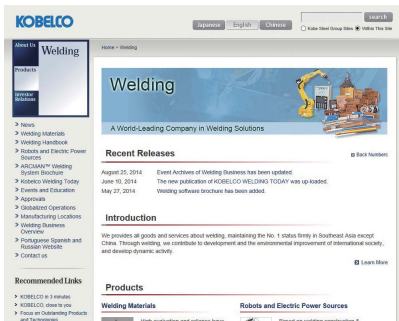 KOBELCO
Japanese English Chinese
search
Kobe Steel Group Sites Within This Site
About Us
Welding
Products
Investor
Relations
Home > Welding
Welding
A World-Leading Company in Welding Solutions
News
Welding Materials
Welding Handbook
Robots and Electric Power
Sources
ARCMAN™ Welding
System Brochure
Kobelco Welding Today
Events and Education
Approvals
Globalized Operations
Manufacturing Locations
Welding Business
Overview
Portuguese Spanish and
Russian Website
Contact us
Recommended Links
KOBELCO in 3 minutes
KOBELCO, close to you
Focus on Outstanding Products
and Technologies
Recent Releases
Back Numbers
August 25, 2014 Event Archives of Welding Business has been updated.
June 10, 2014 The new publication of KOBELCO WELDING TODAY was up-loaded.
May 27, 2014 Welding software brochure has been added.
Introduction
We provide all goods and services about welding, maintaining the No. 1 status firmly in Southeast Asia except
China. Through welding, we contribute to development and the environmental improvement of international society,
and develop dynamic activity.
Learn More
Products
Welding Materials
Robots and Electric Power Sources